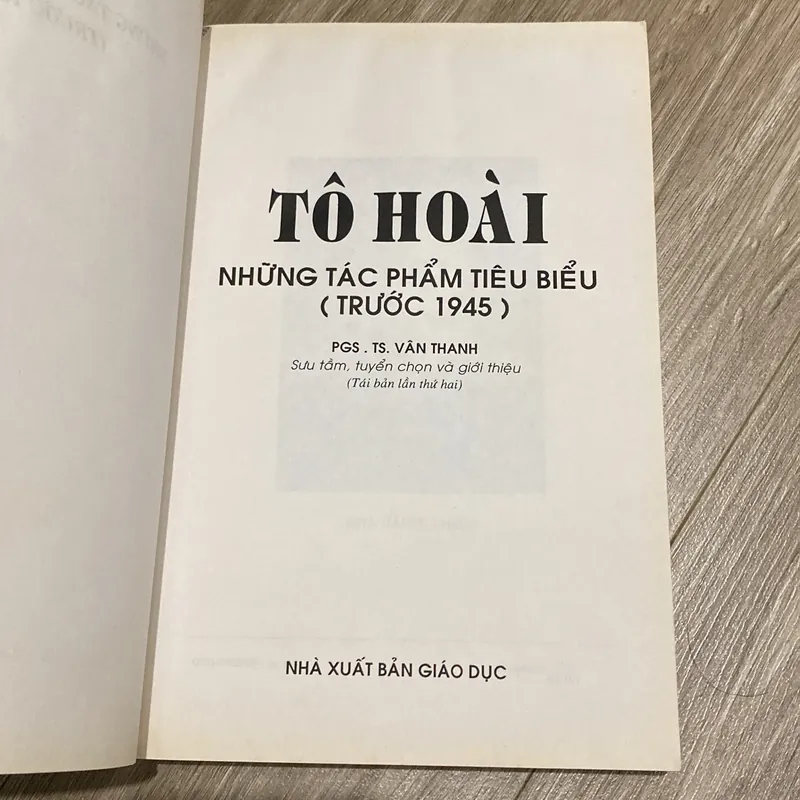 TÔ HOÀI
NHỮNG TÁC PHẨM TIÊU BIỂU
( TRƯỚC 1945 )
PGS . TS. VÂN THANH
Sưu tầm, tuyển chọn và giới thiệu
(Tái bản lần thứ hai)
NHÀ XUẤT BẢN GIÁO DỤC